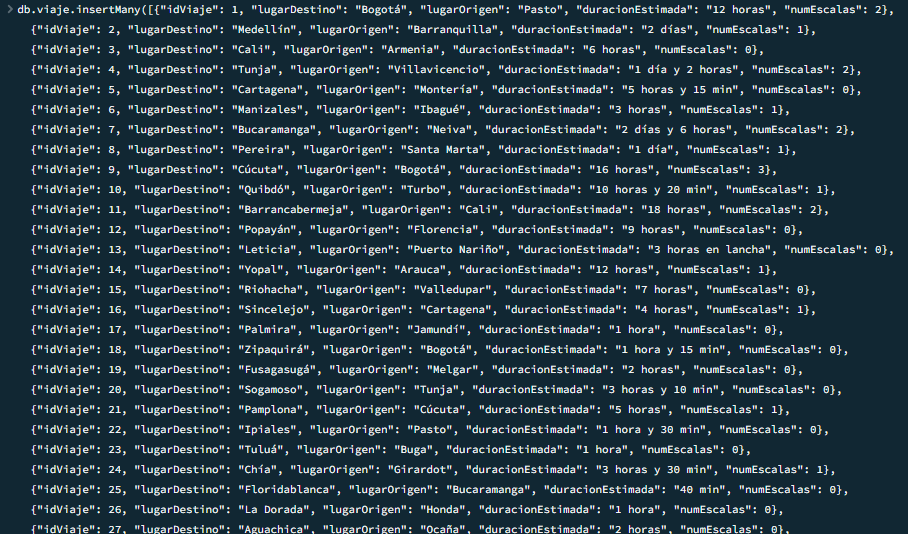 > db.viaje.insertMany([{"idViaje": 1, "lugarDestino": "Bogotá", "lugarOrigen": "Pasto", "duracionEstimada": "12 horas", "numEscalas": 2},
{"idViaje": 2, "lugarDestino": "Medellín", "lugarOrigen": "Barranquilla", "duracionEstimada": "2 días", "numEscalas": 1},
{"idViaje": 3, "lugarDestino": "Cali", "lugarOrigen": "Armenia", "duracionEstimada": "6 horas", "numEscalas": 0},
{"idViaje": 4, "lugarDestino": "Tunja", "lugarOrigen": "Villavicencio", "duracionEstimada": "1 día y 2 horas", "numEscalas": 2},
{"idViaje": 5, "lugarDestino": "Cartagena", "lugarOrigen": "Montería", "duracionEstimada": "5 horas y 15 min", "numEscalas": 0},
{"idViaje": 6, "lugarDestino": "Manizales", "lugarOrigen": "Ibagué", "duracionEstimada": "3 horas", "numEscalas": 1},
{"idViaje": 7, "lugarDestino": "Bucaramanga", "lugarOrigen": "Neiva", "duracionEstimada": "2 días y 6 horas", "numEscalas": 2},
{"idViaje": 8, "lugarDestino": "Pereira", "lugarOrigen": "Santa Marta", "duracionEstimada": "1 día", "numEscalas": 1},
{"idViaje": 9, "lugarDestino": "Cúcuta", "lugarOrigen": "Bogotá", "duracionEstimada": "16 horas", "numEscalas": 3},
{"idViaje": 10, "lugarDestino": "Quibdó", "lugarOrigen": "Turbo", "duracionEstimada": "10 horas y 20 min", "numEscalas": 1},
{"idViaje": 11, "lugarDestino": "Barrancabermeja", "lugarOrigen": "Cali", "duracionEstimada": "18 horas", "numEscalas": 2},
{"idViaje": 12, "lugarDestino": "Popayán", "lugarOrigen": "Florencia", "duracionEstimada": "9 horas", "numEscalas": 0},
{"idViaje": 13, "lugarDestino": "Leticia", "lugarOrigen": "Puerto Nariño", "duracionEstimada": "3 horas en lancha", "numEscalas": 0},
{"idViaje": 14, "lugarDestino": "Yopal", "lugarOrigen": "Arauca", "duracionEstimada": "12 horas", "numEscalas": 1},
{"idViaje": 15, "lugarDestino": "Riohacha", "lugarOrigen": "Valledupar", "duracionEstimada": "7 horas", "numEscalas": 0},
{"idViaje": 16, "lugarDestino": "Sincelejo", "lugarOrigen": "Cartagena", "duracionEstimada": "4 horas", "numEscalas": 1},
{"idViaje": 17, "lugarDestino": "Palmira", "lugarOrigen": "Jamundí", "duracionEstimada": "1 hora", "numEscalas": 0},
{"idViaje": 18, "lugarDestino": "Zipaquirá", "lugarOrigen": "Bogotá", "duracionEstimada": "1 hora y 15 min", "numEscalas": 0},
{"idViaje": 19, "lugarDestino": "Fusagasugá", "lugarOrigen": "Melgar", "duracionEstimada": "2 horas", "numEscalas": 0},
{"idViaje": 20, "lugarDestino": "Sogamoso", "lugarOrigen": "Tunja", "duracionEstimada": "3 horas y 10 min", "numEscalas": 0},
{"idViaje": 21, "lugarDestino": "Pamplona", "lugarOrigen": "Cúcuta", "duracionEstimada": "5 horas", "numEscalas": 1},
{"idViaje": 22, "lugarDestino": "Ipiales", "lugarOrigen": "Pasto", "duracionEstimada": "1 hora y 30 min", "numEscalas": 0},
{"idViaje": 23, "lugarDestino": "Tuluá", "lugarOrigen": "Buga", "duracionEstimada": "1 hora", "numEscalas": 0},
{"idViaje": 24, "lugarDestino": "Chía", "lugarOrigen": "Girardot", "duracionEstimada": "3 horas y 30 min", "numEscalas": 1},
{"idViaje": 25, "lugarDestino": "Floridablanca", "lugarOrigen": "Bucaramanga", "duracionEstimada": "40 min", "numEscalas": 0},
{"idViaje": 26, "lugarDestino": "La Dorada", "lugarOrigen": "Honda", "duracionEstimada": "1 hora", "numEscalas": 0},
{"idViaje": 27, "lugarDestino": "Aguachica", "lugarOrigen": "Ocaña", "duracionEstimada": "2 horas", "numEscalas": 0},